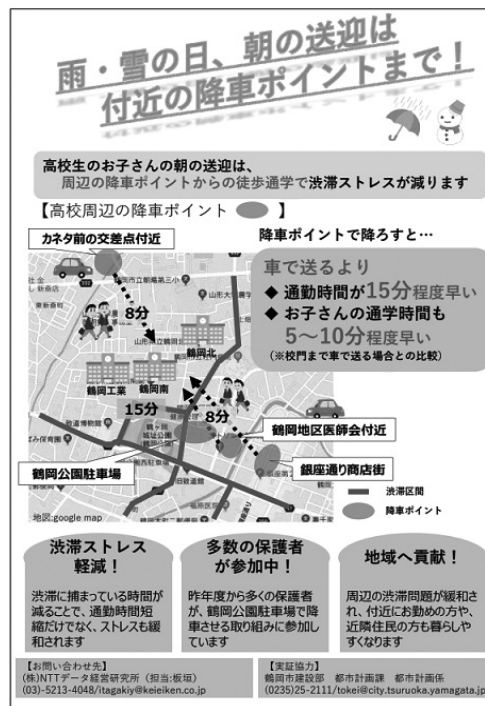 雨・雪の日、朝の送迎は
付近の降車ポイントまで！
高校生のお子さんの朝の送迎は、
周辺の降車ポイントからの徒歩通学で渋滞ストレスが減ります
【高校周辺の降車ポイント 】
カネタ前の交差点付近
降車ポイントで降ろすと…
車で送るより
◆ 通勤時間が15分程度早い
◆ お子さんの通学時間も
5～10分程度早い
（※校門まで車で送る場合との比較）
8分
鶴岡北
鶴岡工業
鶴岡南
15分
8分
鶴岡地区医師会付近
鶴岡公園駐車場
銀座通り商店街
渋滞区間
降車ポイント
地図:google map
渋滞ストレス
軽減！
渋滞に捕まっている時間が
減ることで、通勤時間短
縮だけでなく、ストレスも緩
和されます
多数の保護者
が参加中！
昨年度から多くの保護者
が、鶴岡公園駐車場で降
車させる取り組みに参加し
ています
地域へ貢献！
周辺の渋滞問題が緩和さ
れ、付近にお勤めの方や、
近隣住民の方も暮らしや
すくなります
【お問い合わせ先】
(株)NTTデータ経営研究所（担当:板垣）
(03)-5213-4048/itagakiy@keieiken.co.jp
【実証協力】
鶴岡市建設部 都市計画課 都市計画係
(0235)25-2111/tokei@city.tsuruoka.yamagata.jp